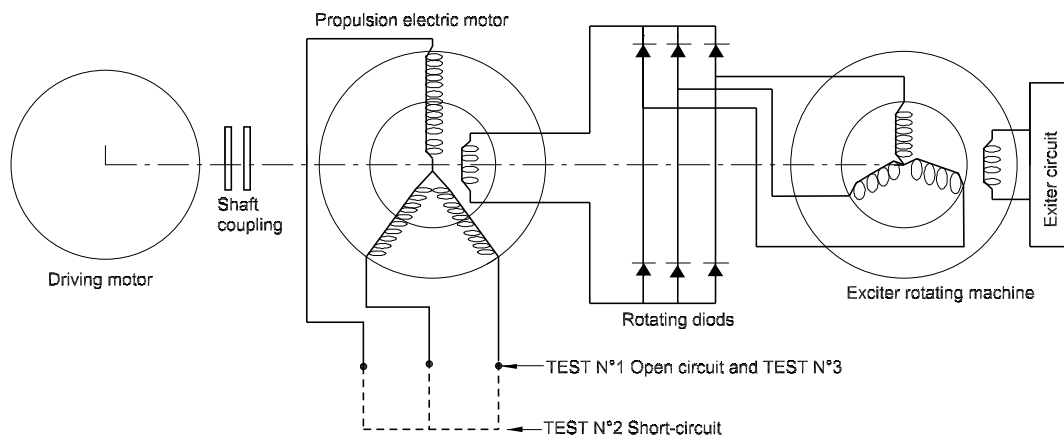 Propulsion electric motor
Shaft
coupling
Driving motor
Rotating diods
Exiter circuit
Exciter rotating machine
TEST N°1 Open circuit and TEST N°3
TEST N°2 Short-circuit